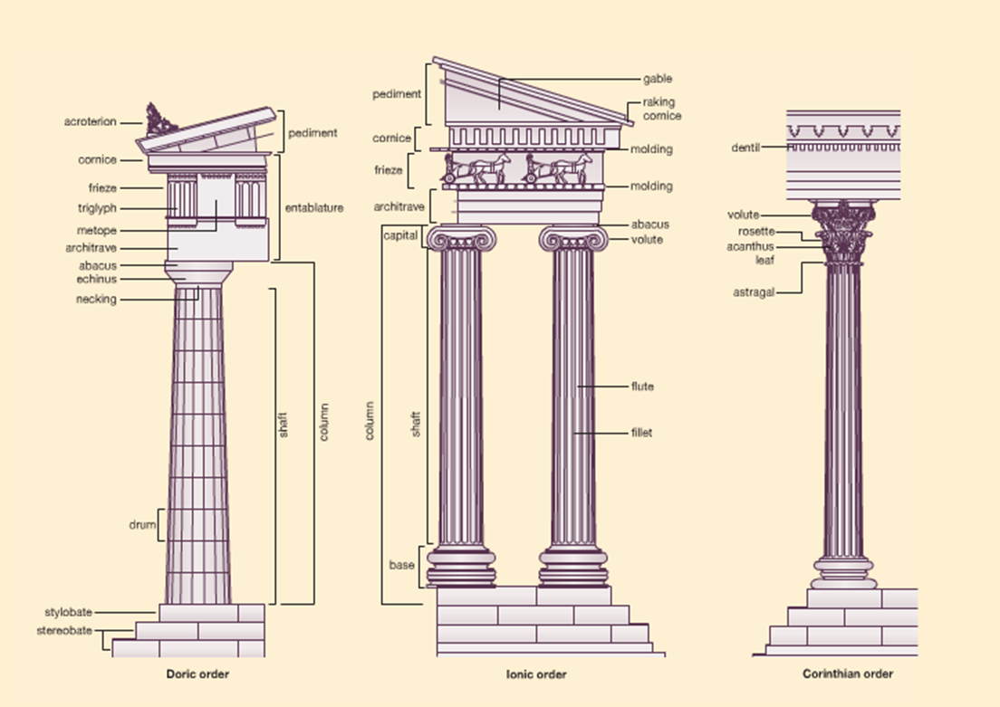 acroterion
cornice
frieze
triglyph
metope
architrave
abacus
echinus
necking
drum
stylobate
stereobate
pediment
entablature
shaft
column
Doric order
pediment
cornice
frieze
architrave
capital
column
shaft
base
gable
raking
cornice
molding
molding
abacus
volute
flute
fillet
Ionic order
dentil
volute
rosette
acanthus
leaf
astragal
Corinthian order